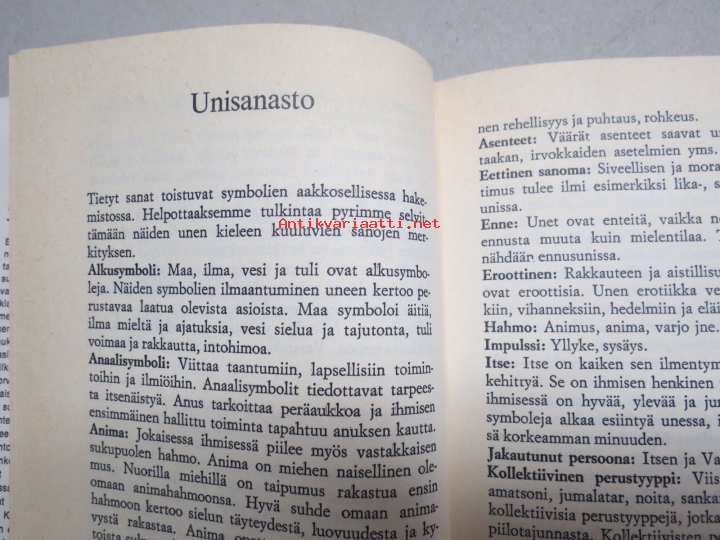 Unisanasto
Tietyt sanat toistuvat symbolien aakkosellisessa hake-
mistossa. Helpottaaksemme tulkintaa pyrimme selvit-
tämään näiden unen kieleen kuuluvien sanojen mer-
kityksen.
Alkusymboli: Maa, ilma, vesi ja tuli ovat alkusymbo-
leja. Näiden symbolien ilmaantuminen uneen kertoo pe-
rustavaa laatua olevista asioista. Maa symboloi äitiä,
ilma mieltä ja ajatuksia, vesi sielua ja tajutonta, tuli
voimaa ja rakkautta, intohimoa.
Anaalisymboli: Viittaa taantumiin, lapsellisiin toimin-
toihin ja ilmiöihin. Anaalisymbolit tiedottavat tarpees-
ta itsenäistyä. Anus tarkoittaa peräaukkoa ja ihmisen
ensimmäinen hallittu toiminta tapahtuu anuksen kautta.
Anima: Jokaisessa ihmisessä piilee myös vastakkaisen
sukupuolen hahmo. Anima on miehen naisellinen ole-
mus. Nuorilla miehillä on taipumus rakastua ensin
omaan animahahmoonsa. Hyvä suhde omaan anima-
hahmoon kertoo sielun täyteydestä, luovuudesta ja ky-
vystä rakastaa. Anima
nen rehellisyys ja puhtaus, rohkeus.
Asenteet: Väärät asenteet saavat un
taakan, irvokkaiden asetelmien yms.
Eettinen sanoma: Siveellisen ja mora
timus tulee ilmi esimerkiksi lika-, s
unissa.
Enne: Unet ovat enteitä, vaikka n
ennusta muuta kuin mielentilaa. T
nähdään ennusunissa.
Eroottinen: Rakkauteen ja aistillisu
ovat eroottisia. Unen erotiikka ve
kiin, vihanneksiin, hedelmiin ja eläi
Hahmo: Animus, anima, varjo jne.
Impulssi: Yllyke, sysäys.
Itse: Itse on kaiken sen ilmentym
kehittyä. Se on ihmisen henkinen
ihmisessä on hyvää, ylevää ja jur
symboleja alkaa esiintyä unessa, i
sä korkeamman minuuden.
Jakautunut persoona: Itsen ja Va
Kollektiivinen perustyyppi: Viis
amatsoni, jumalatar, noita, sanka
kollektiivisia perustyyppejä, jotka
piilotajunnasta. Kollektiivisten pe
Antikvariaatti.net